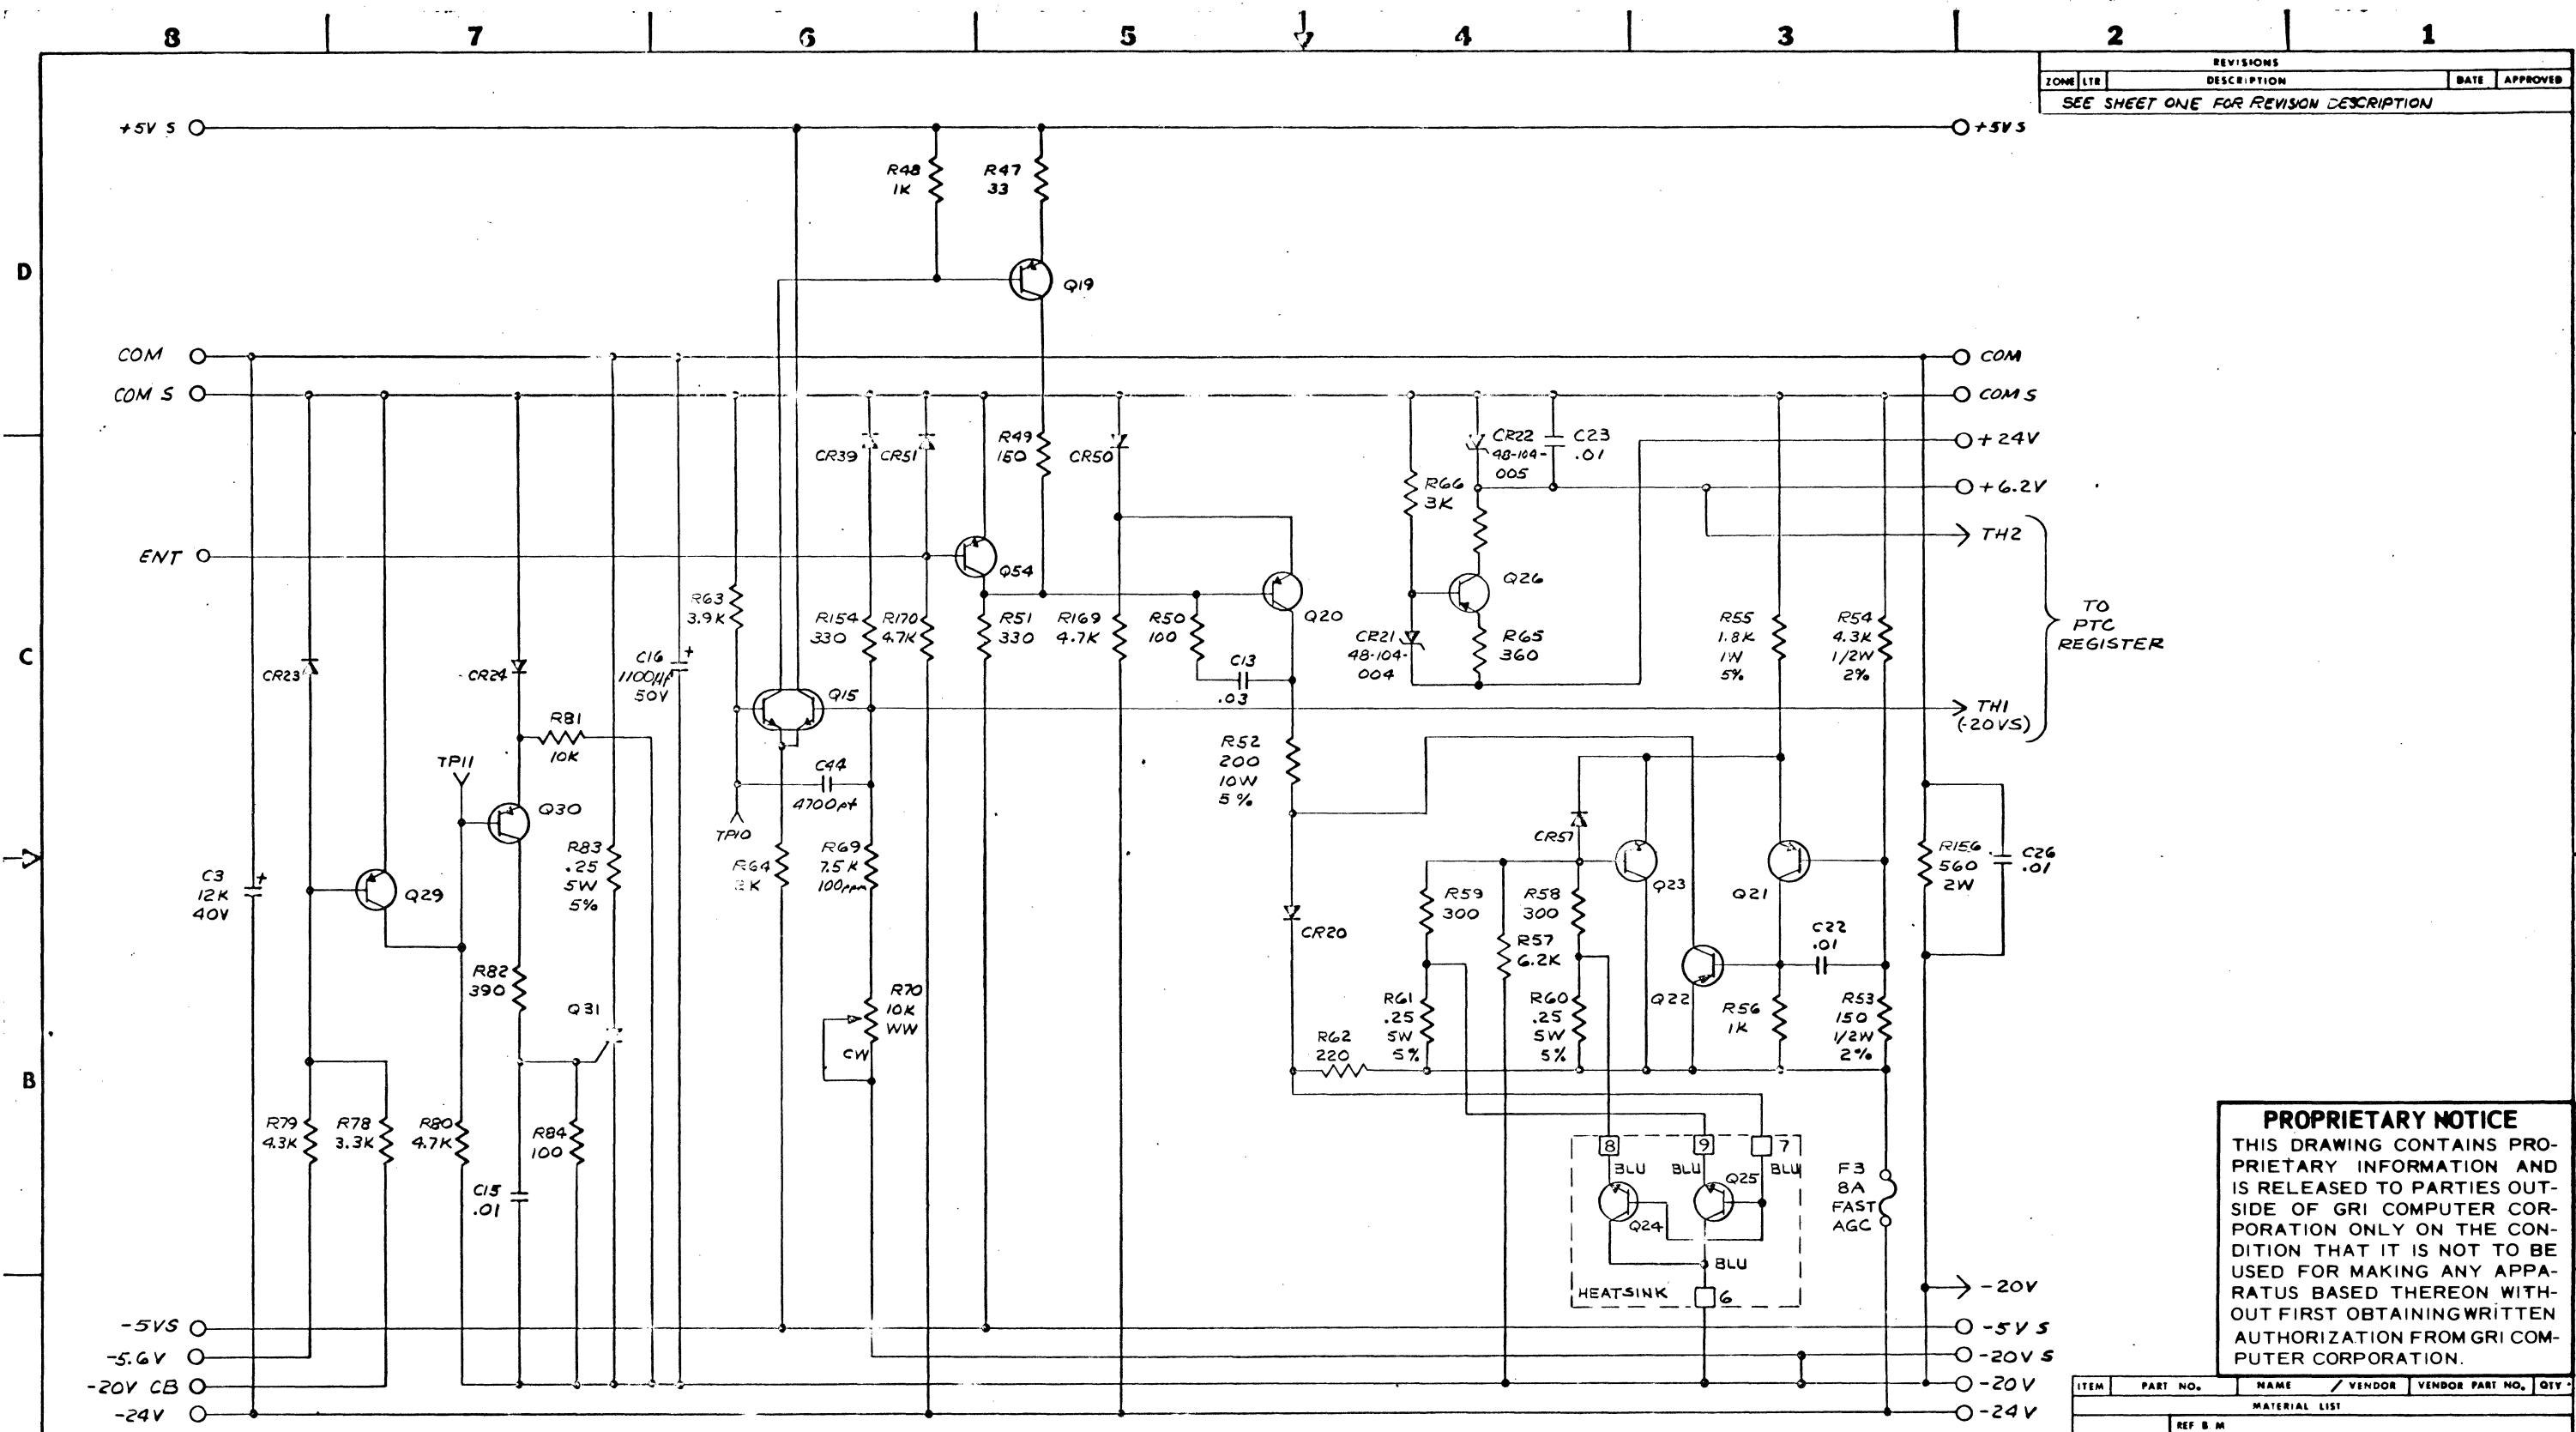 8 7 6 5 4 3 2 1
REVISIONS
ZONE LTR DESCRIPTION DATE APPROVED
SEE SHEET ONE FOR REVISION DESCRIPTION
+5V S
+5V S
R48
1K
R47
33
D
Q19
COM
COM
COM S
COM S
CR39
CR51
R49
150
CR50
CR22
48-104-
005
C23
.01
+24V
R66
3K
+6.2V
TH2
ENT
Q54
Q26
R63
3.9K
R154
330
R170
4.7K
R51
330
R169
4.7K
R50
100
Q20
R55
1.8K
1W
5%
R54
4.3K
1/2W
2%
TO
PTC
REGISTER
C
CR21
48-104-
004
R65
360
CR23
CR24
C16
+
1100µf
50V
C13
.03
Q15
TH1
(-20VS)
R81
10K
R52
200
10W
5%
TP11
C44
4700pf
Q30
TP10
CR57
R83
.25
5W
5%
R64
R69
7.5K
100ppm
R156
560
2W
C26
.01
C3
+
12K
40V
Q29
Q23
Q21
R59
300
R58
300
CR20
C22
.01
R57
6.2K
R82
390
Q31
R70
10K
WW
CW
R61
.25
5W
5%
R60
.25
5W
5%
Q22
R56
1K
R53
150
1/2W
2%
R62
220
B
R79
4.3K
R78
3.3K
R80
4.7K
R84
100
8
9
7
BLU
BLU
BLU
Q25
Q24
F3
8A
FAST
AGC
C15
.01
BLU
HEATSINK
6
-20V
-5VS
-5V S
-5.6V
-20V S
-20V CB
-20V
-24V
-24V
PROPRIETARY NOTICE
THIS DRAWING CONTAINS PRO-
PRIETARY INFORMATION AND
IS RELEASED TO PARTIES OUT-
SIDE OF GRI COMPUTER COR-
PORATION ONLY ON THE CON-
DITION THAT IT IS NOT TO BE
USED FOR MAKING ANY APPA-
RATUS BASED THEREON WITH-
OUT FIRST OBTAINING WRITTEN
AUTHORIZATION FROM GRI COM-
PUTER CORPORATION.
ITEM PART NO. NAME / VENDOR VENDOR PART NO. QTY
MATERIAL LIST
REF B M